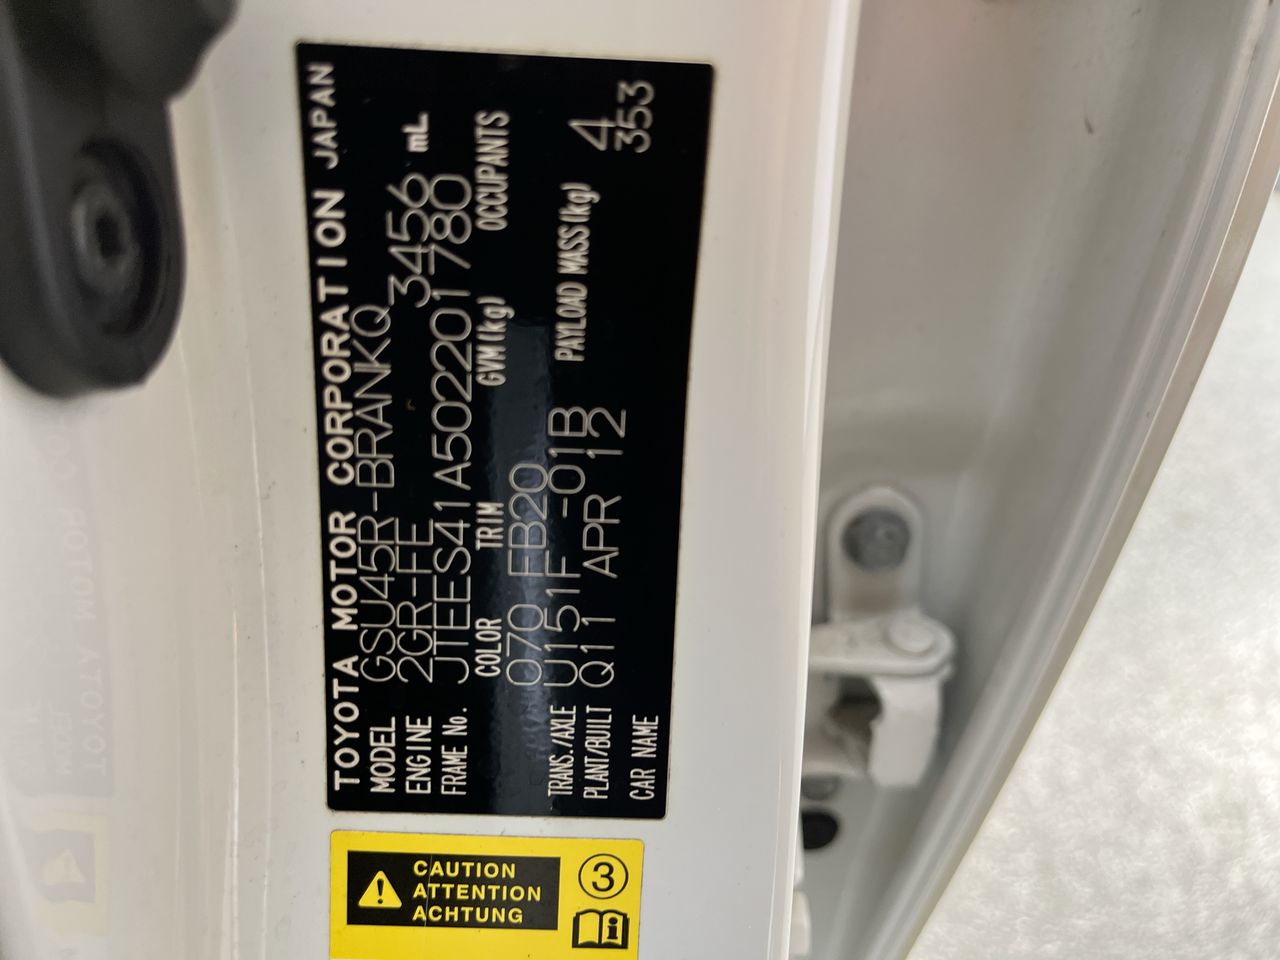 TOYOTA MOTOR CORPORATION JAPAN
MODEL GSU45R-BRANKQ
ENGINE 2GR-FE 3456 mL
FRAME No. JTEES41A502201780
COLOR TRIM GVM(kg) OCCUPANTS
070 FB20
TRANS./AXLE U151F -01B PAYLOAD MASS(kg) 4
PLANT/BUILT Q11 APR 12 353
CAR NAME
CAUTION
ATTENTION
ACHTUNG
3